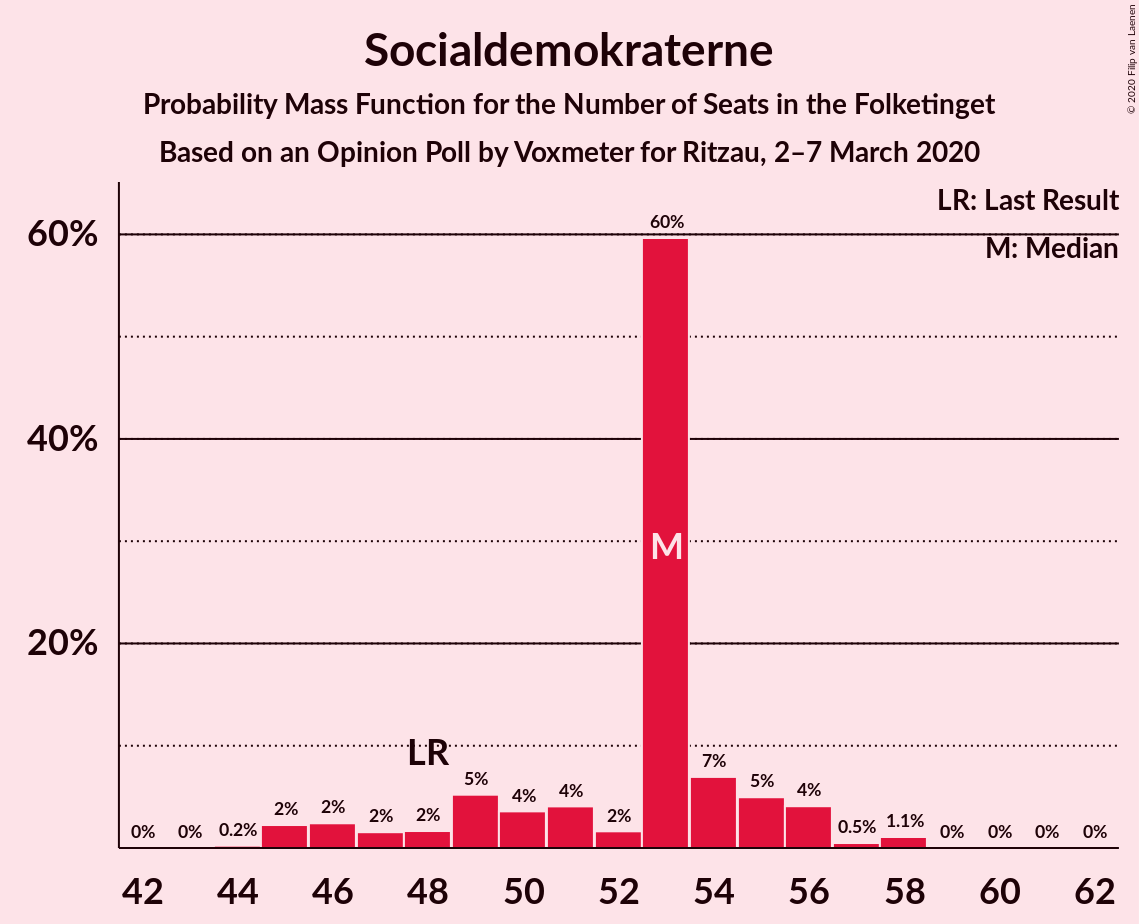 Socialdemokraterne
Probability Mass Function for the Number of Seats in the Folketinget
Based on an Opinion Poll by Voxmeter for Ritzau, 2–7 March 2020
© 2020 Filip van Laenen
LR: Last Result
M: Median
60%
40%
20%
0%
0%
0.2%
2%
2%
2%
2%
5%
4%
4%
2%
60%
7%
5%
4%
0.5%
1.1%
0%
0%
0%
0%
LR
M
42 44 46 48 50 52 54 56 58 60 62